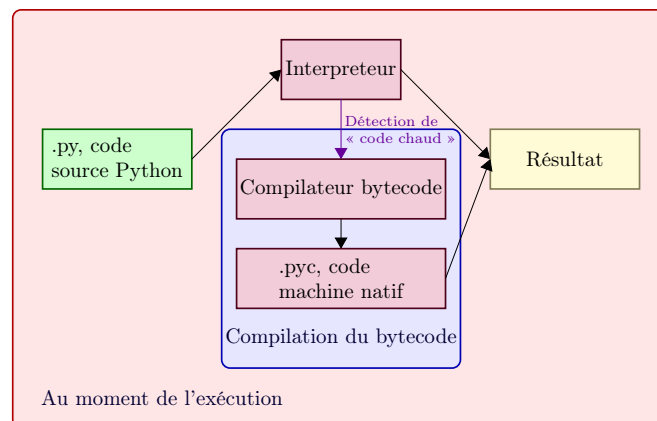 Interpreteur
Détection de
« code chaud »
.py, code
source Python
Résultat
Compilateur bytecode
.pyc, code
machine natif
Compilation du bytecode
Au moment de l'exécution